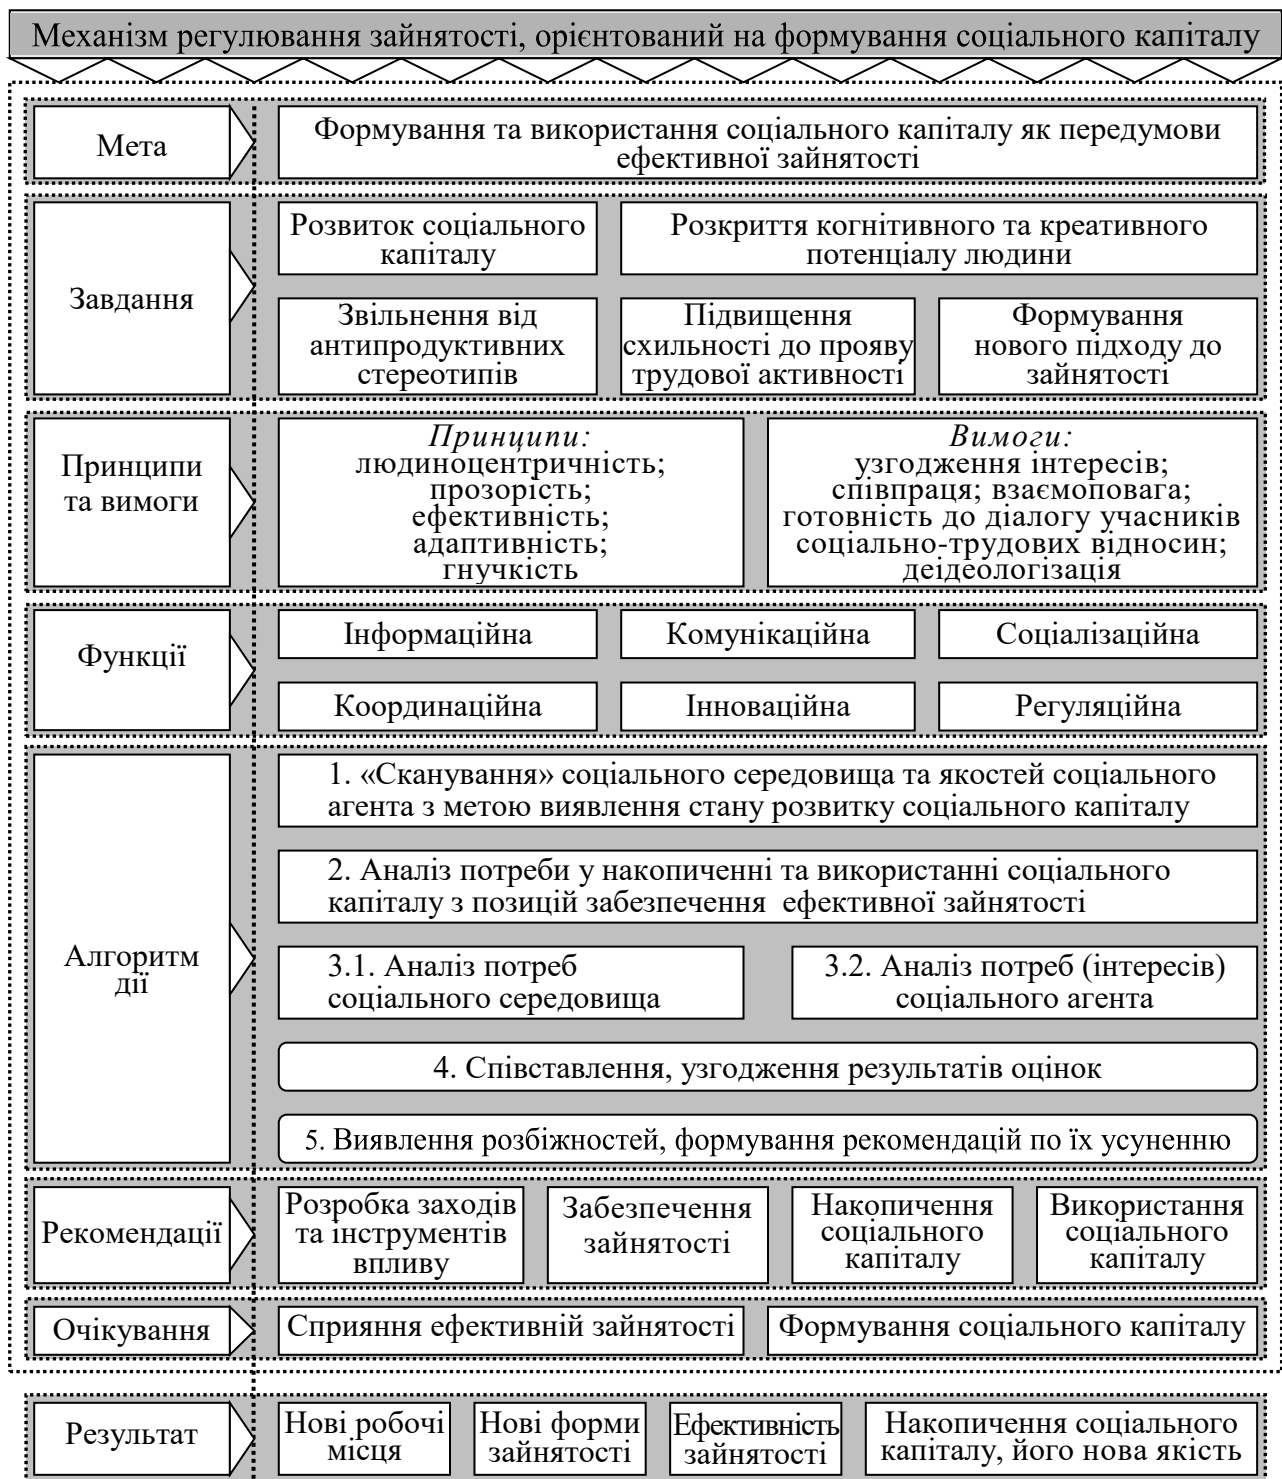 Механізм регулювання зайнятості, орієнтований на формування соціального капіталу
Мета
Формування та використання соціального капіталу як передумови
ефективної зайнятості
Завдання
Розвиток соціального
капіталу
Розкриття когнітивного та креативного
потенціалу людини
Звільнення від
антипродуктивних
стереотипів
Підвищення
схильності до прояву
трудової активності
Формування
нового підходу до
зайнятості
Принципи
та вимоги
Принципи:
людиноцентричність;
прозорість;
ефективність;
адаптивність;
гнучкість
Вимоги:
узгодження інтересів;
співпраця; взаємоповага;
готовність до діалогу учасників
соціально-трудових відносин;
деідеологізація
Функції
Інформаційна
Комунікаційна
Соціалізаційна
Координаційна
Інноваційна
Регуляційна
Алгоритм
дії
1. «Сканування» соціального середовища та якостей соціального
агента з метою виявлення стану розвитку соціального капіталу
2. Аналіз потреби у накопиченні та використанні соціального
капіталу з позицій забезпечення ефективної зайнятості
3.1. Аналіз потреб
соціального середовища
3.2. Аналіз потреб (інтересів)
соціального агента
4. Співставлення, узгодження результатів оцінок
5. Виявлення розбіжностей, формування рекомендацій по їх усуненню
Рекомендації
Розробка заходів
та інструментів
впливу
Забезпечення
зайнятості
Накопичення
соціального
капіталу
Використання
соціального
капіталу
Очікування
Сприяння ефективній зайнятості
Формування соціального капіталу
Результат
Нові робочі
місця
Нові форми
зайнятості
Ефективність
зайнятості
Накопичення соціального
капіталу, його нова якість